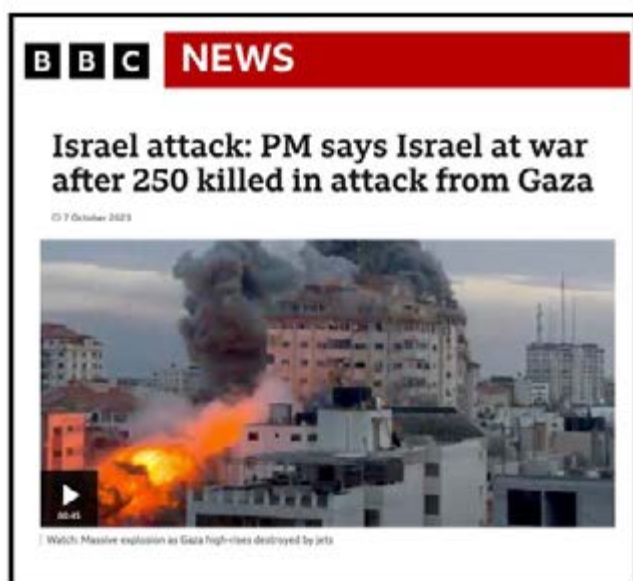 BBC NEWS
Israel attack: PM says Israel at war
after 250 killed in attack from Gaza
7 October 2023
00:45
Watch: Massive explosion as Gaza high-rises destroyed by jets